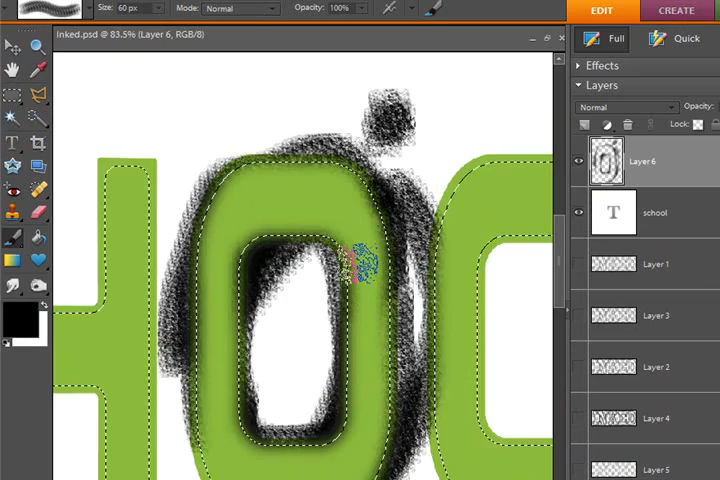 Size: 60 px Mode: Normal Opacity: 100%
EDIT CREATE
Inked.psd @ 83.5% (Layer 6, RGB/8)
Full Quick
Effects
Layers
Normal Opacity:
Lock:
Layer 6
T school
Layer 1
Layer 3
Layer 2
Layer 4
Layer 5
T
HOO